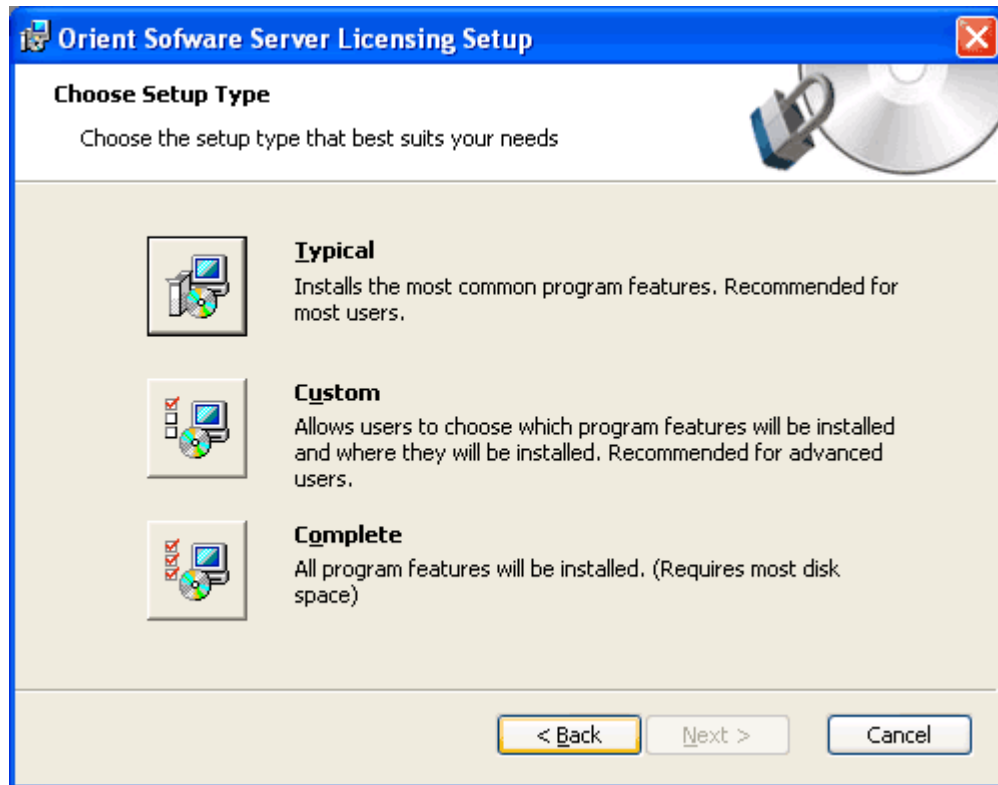 Orient Sofware Server Licensing Setup
Choose Setup Type
Choose the setup type that best suits your needs
Typical
Installs the most common program features. Recommended for
most users.
Custom
Allows users to choose which program features will be installed
and where they will be installed. Recommended for advanced
users.
Complete
All program features will be installed. (Requires most disk
space)
< Back Next > Cancel